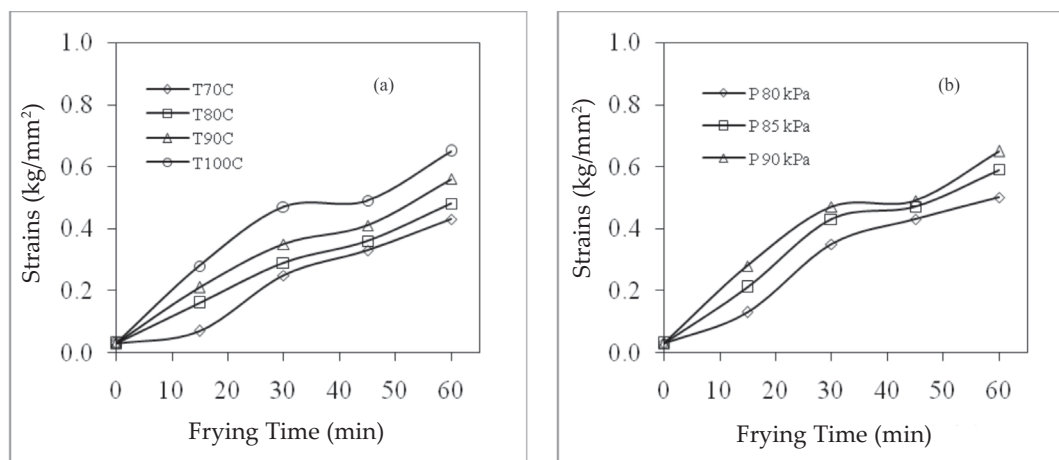 1.0
0.8
0.6
0.4
0.2
0.0
Strains (kg/mm²)
(a)
T70C
T80C
T90C
T100C
0 10 20 30 40 50 60
Frying Time (min)
1.0
0.8
0.6
0.4
0.2
0.0
Strains (kg/mm²)
(b)
P 80 kPa
P 85 kPa
P 90 kPa
0 10 20 30 40 50 60
Frying Time (min)